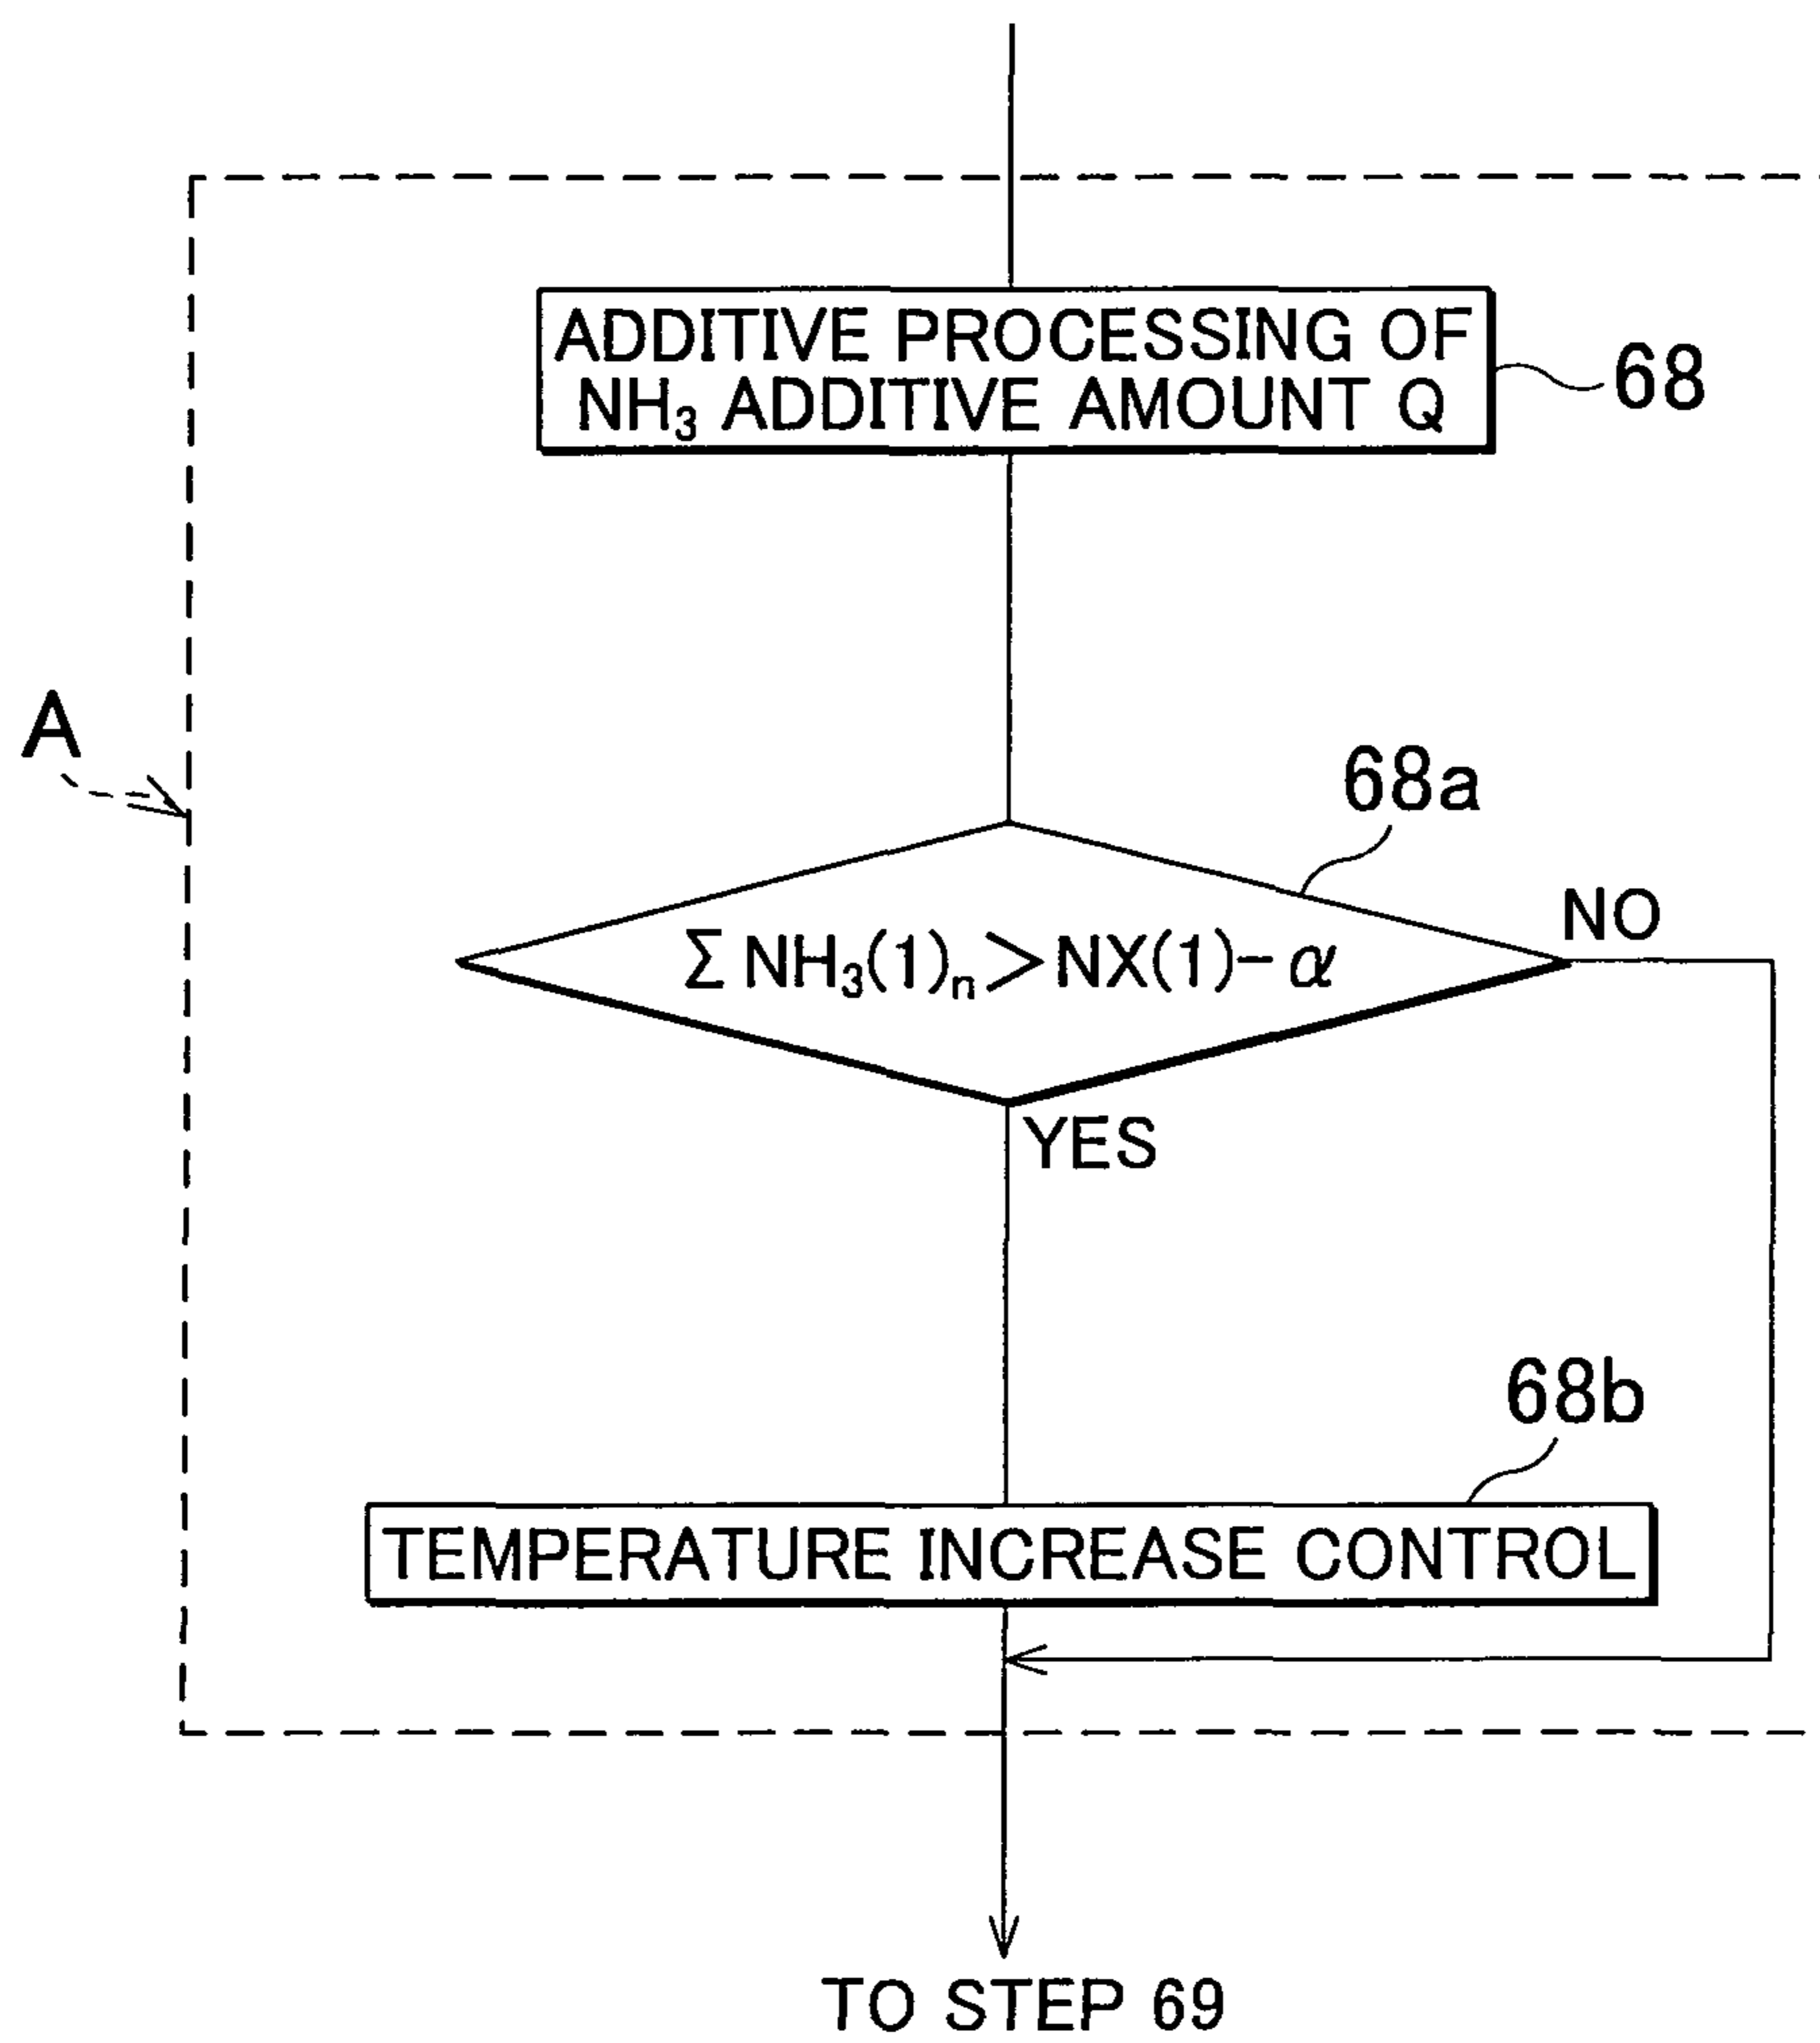 ADDITIVE PROCESSING OF
NH₃ ADDITIVE AMOUNT Q
68
A
68a
NO
Σ NH₃(1)ₙ>NX(1)-α
YES
68b
TEMPERATURE INCREASE CONTROL
TO STEP 69